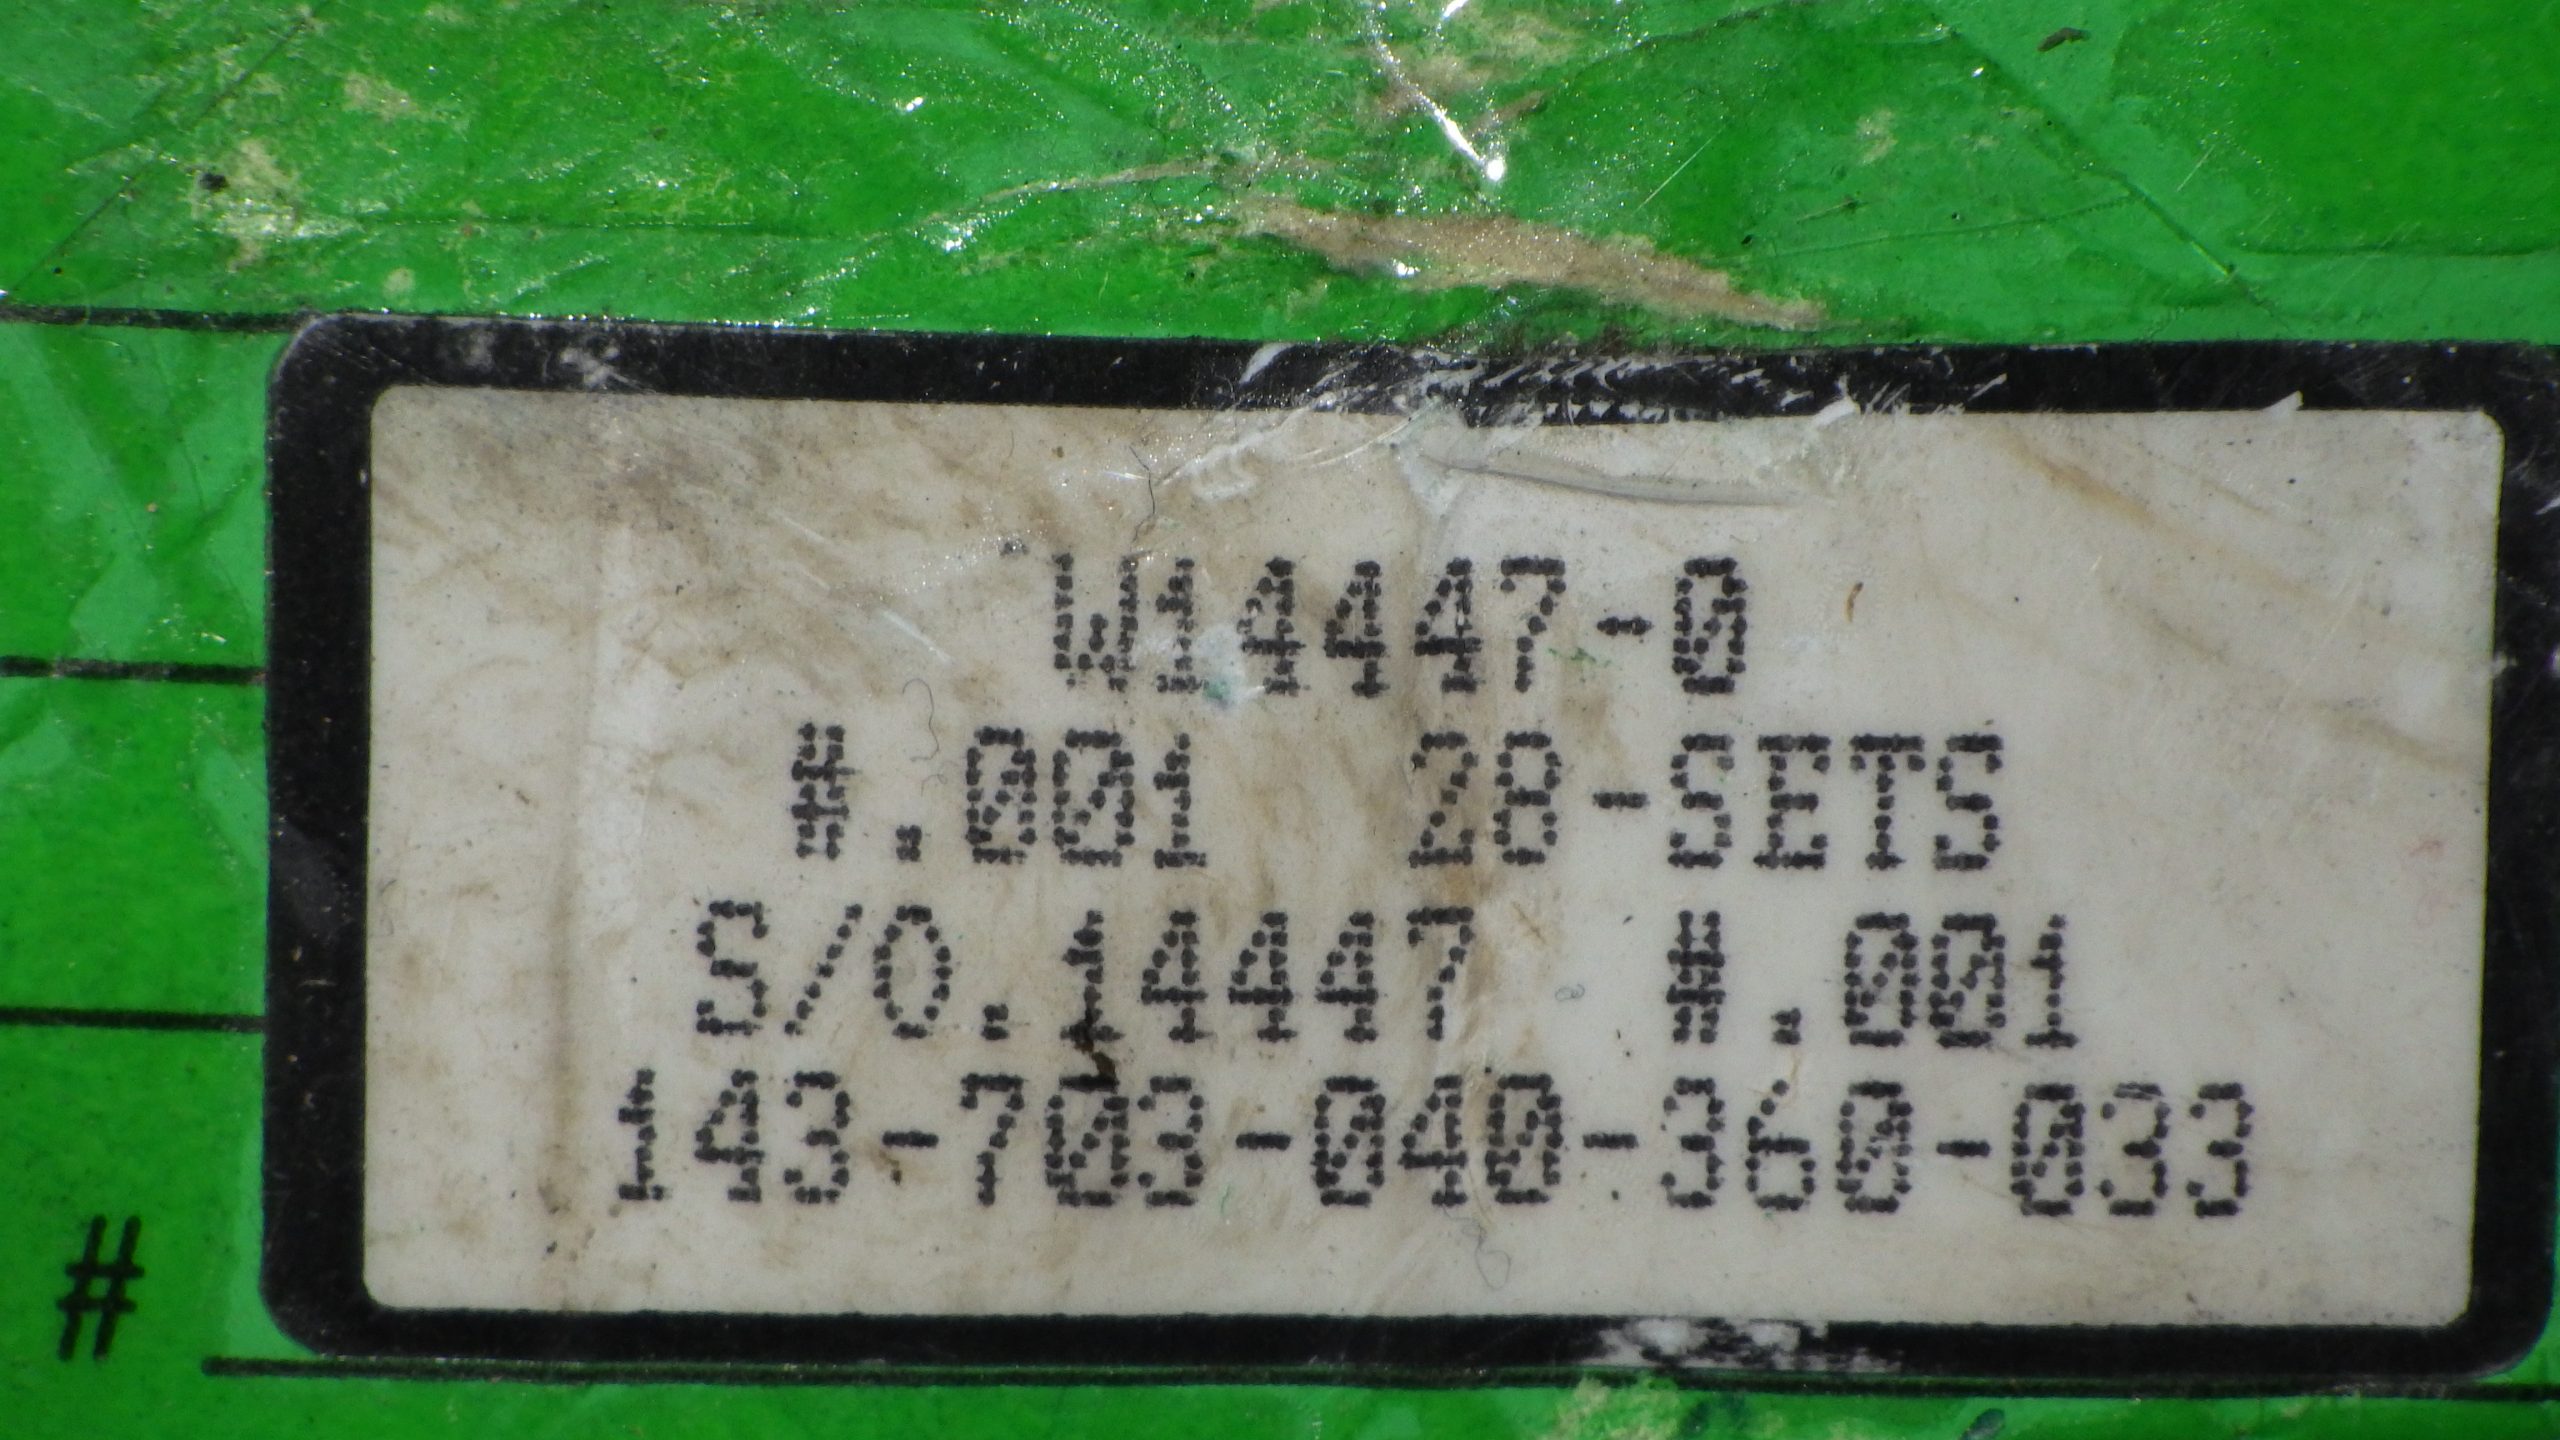 W14447-0
#.001 28-SETS
S/O.14447 #.001
143-703-040-360-033
#